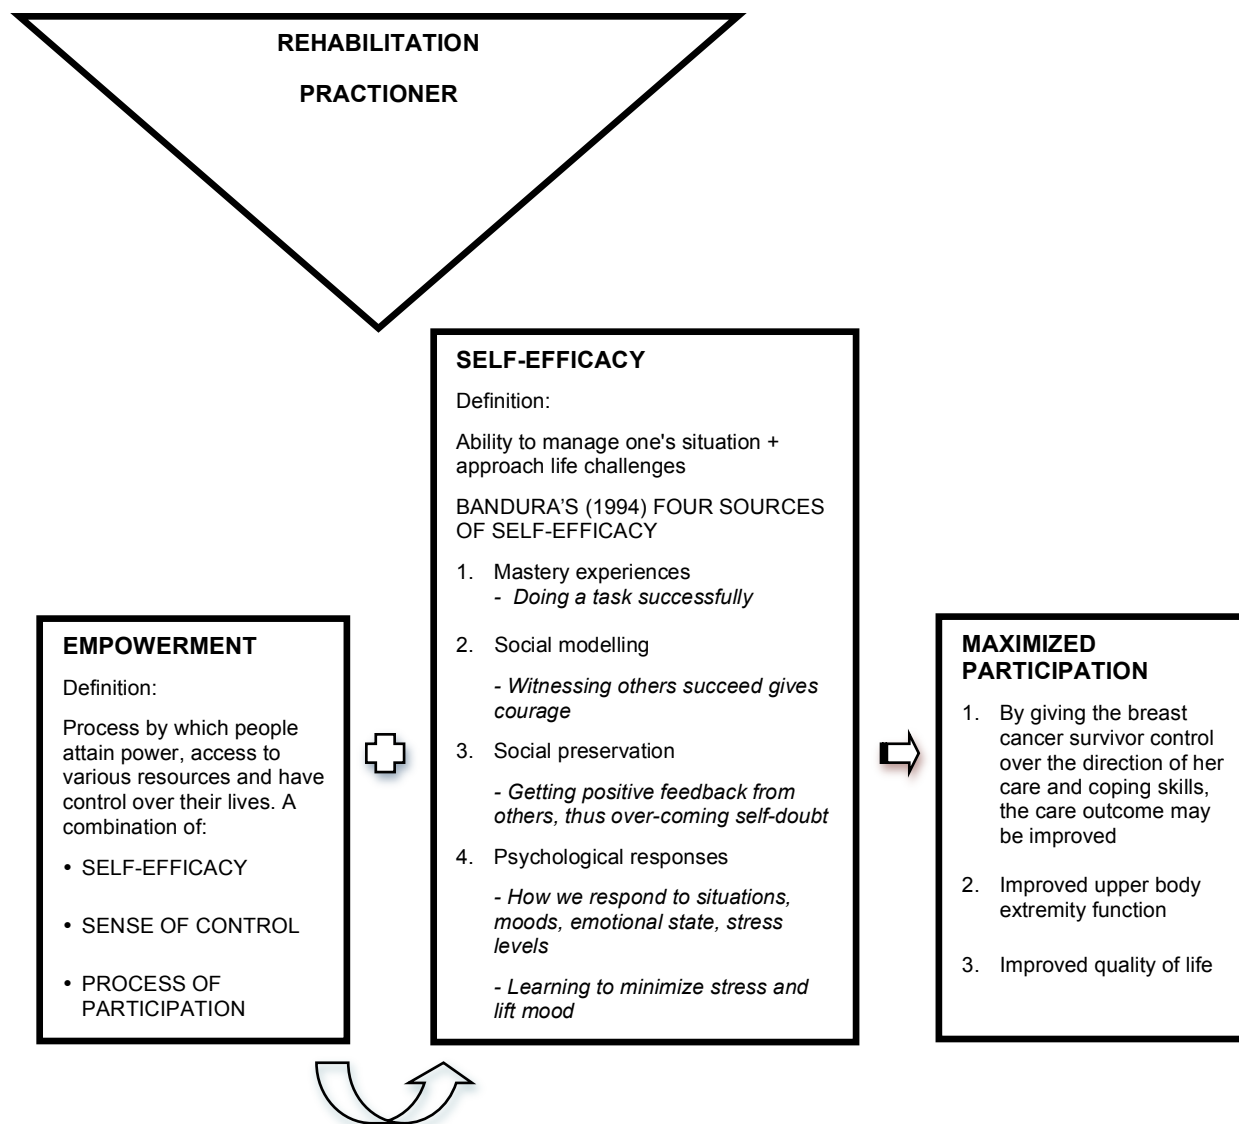 REHABILITATION
PRACTIONER
EMPOWERMENT
Definition:
Process by which people
attain power, access to
various resources and have
control over their lives. A
combination of:
• SELF-EFFICACY
• SENSE OF CONTROL
• PROCESS OF
PARTICIPATION
SELF-EFFICACY
Definition:
Ability to manage one's situation +
approach life challenges
BANDURA’S (1994) FOUR SOURCES
OF SELF-EFFICACY
1. Mastery experiences
- Doing a task successfully
2. Social modelling
- Witnessing others succeed gives
courage
3. Social preservation
- Getting positive feedback from
others, thus over-coming self-doubt
4. Psychological responses
- How we respond to situations,
moods, emotional state, stress
levels
- Learning to minimize stress and
lift mood
MAXIMIZED
PARTICIPATION
1. By giving the breast
cancer survivor control
over the direction of her
care and coping skills,
the care outcome may
be improved
2. Improved upper body
extremity function
3. Improved quality of life